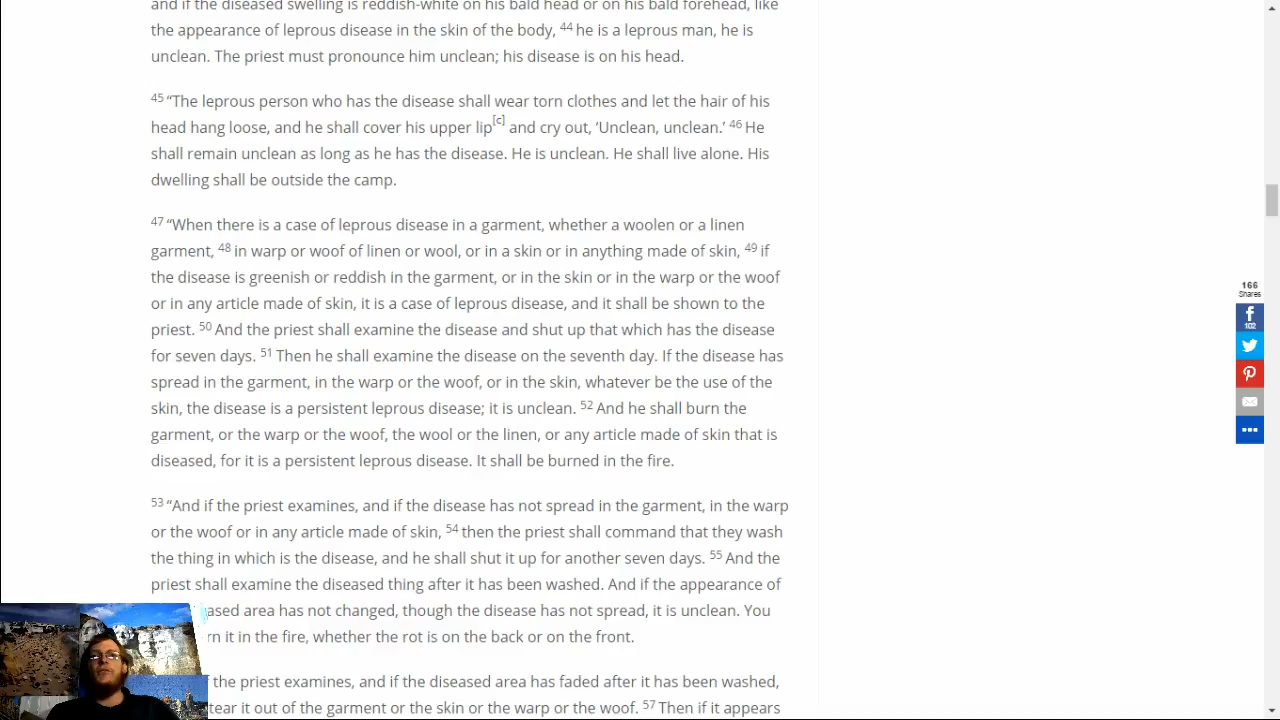 and if the diseased swelling is reddish-white on his bald head or on his bald forehead, like
the appearance of leprous disease in the skin of the body, 44 he is a leprous man, he is
unclean. The priest must pronounce him unclean; his disease is on his head.
45 “The leprous person who has the disease shall wear torn clothes and let the hair of his
head hang loose, and he shall cover his upper lip[c] and cry out, ‘Unclean, unclean.’ 46 He
shall remain unclean as long as he has the disease. He is unclean. He shall live alone. His
dwelling shall be outside the camp.
47 “When there is a case of leprous disease in a garment, whether a woolen or a linen
garment, 48 in warp or woof of linen or wool, or in a skin or in anything made of skin, 49 if
the disease is greenish or reddish in the garment, or in the skin or in the warp or the woof
or in any article made of skin, it is a case of leprous disease, and it shall be shown to the
priest. 50 And the priest shall examine the disease and shut up that which has the disease
for seven days. 51 Then he shall examine the disease on the seventh day. If the disease has
spread in the garment, in the warp or the woof, or in the skin, whatever be the use of the
skin, the disease is a persistent leprous disease; it is unclean. 52 And he shall burn the
garment, or the warp or the woof, the wool or the linen, or any article made of skin that is
diseased, for it is a persistent leprous disease. It shall be burned in the fire.
53 “And if the priest examines, and if the disease has not spread in the garment, in the warp
or the woof or in any article made of skin, 54 then the priest shall command that they wash
the thing in which is the disease, and he shall shut it up for another seven days. 55 And the
priest shall examine the diseased thing after it has been washed. And if the appearance of
ased area has not changed, though the disease has not spread, it is unclean. You
rn it in the fire, whether the rot is on the back or on the front.
the priest examines, and if the diseased area has faded after it has been washed,
tear it out of the garment or the skin or the warp or the woof. 57 Then if it appears
166
Shares
102